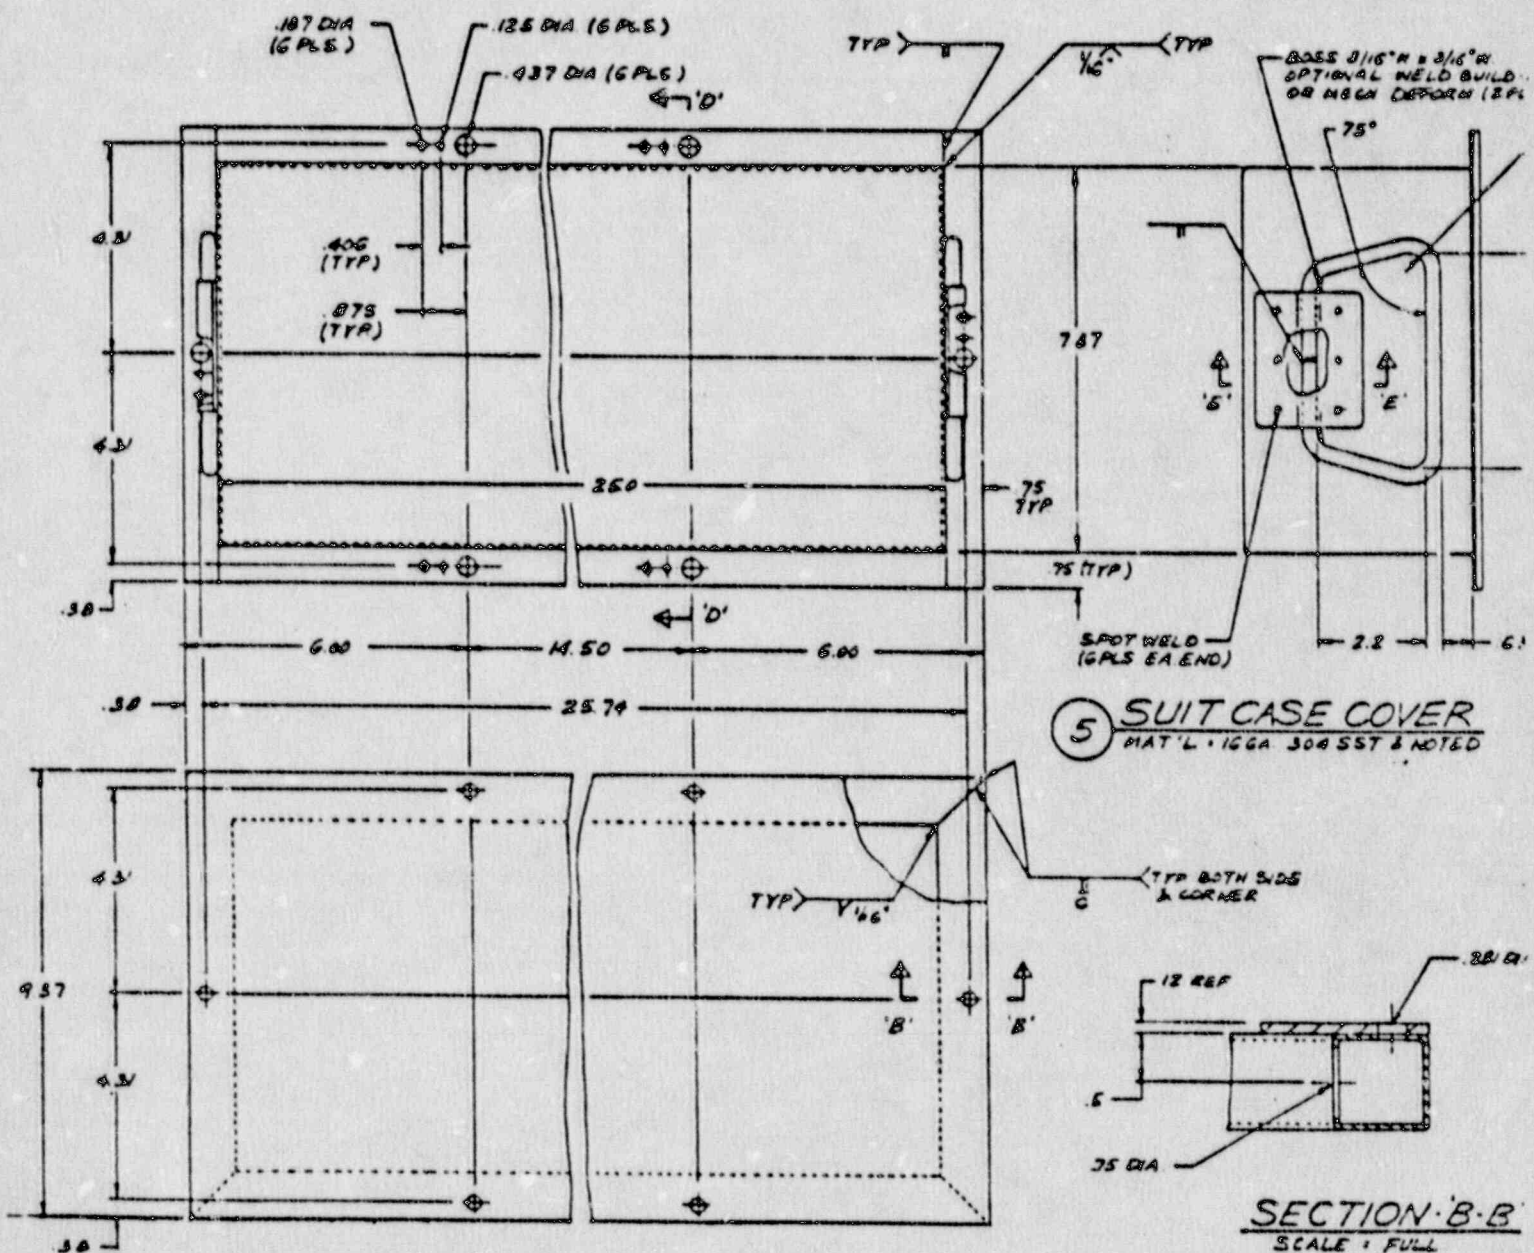 .187 DIA
(6 PLS)
.125 DIA (6 PLS)
.437 DIA (6 PLS)
'D'
TYP
TYP
1/16"
BOSS 3/16" H x 3/16" W
OPTIONAL WELD BUILD
OR MECH DEFORM (2 PL
75°
4.31
.406
(TYP)
.875
(TYP)
7.87
'E'
'E'
4.31
25.0
.75
TYP
.75 (TYP)
.38
'D'
SPOT WELD
(6 PLS EA END)
2.2
6.00
14.50
6.00
.38
25.74
5
SUIT CASE COVER
MAT'L : 16GA 304 SST & NOTED
4.31
TYP
1/16"
G
TYP BOTH SIDE
& CORNER
9.37
'B'
'B'
.12 REF
4.31
.5
.75 DIA
.38
SECTION 'B-B
SCALE : FULL